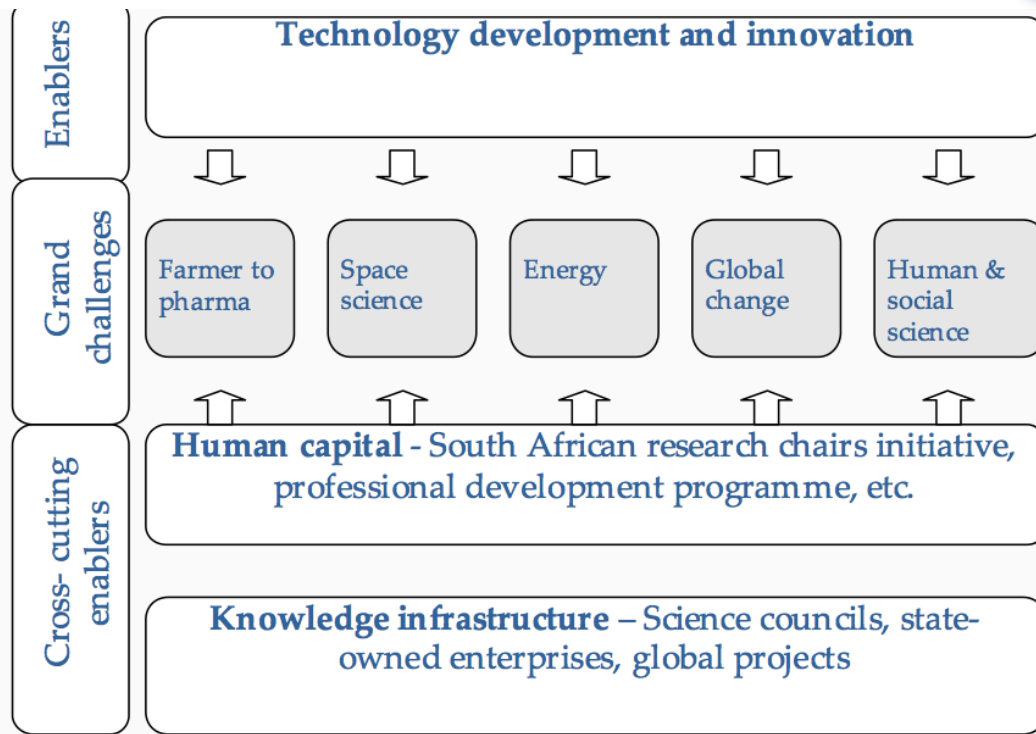 Enablers
Technology development and innovation
Grand
challenges
Farmer to
pharma
Space
science
Energy
Global
change
Human &
social
science
Cross- cutting
enablers
Human capital - South African research chairs initiative,
professional development programme, etc.
Knowledge infrastructure – Science councils, state-
owned enterprises, global projects